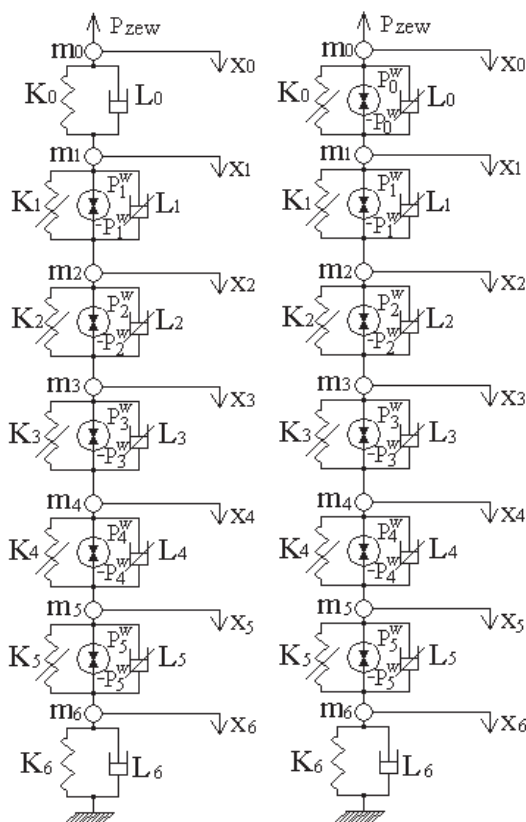 Pzew
m0
x0
K0
L0
m1
x1
K1
P1^w
-P1^w
L1
m2
x2
K2
P2^w
-P2^w
L2
m3
x3
K3
P3^w
-P3^w
L3
m4
x4
K4
P4^w
-P4^w
L4
m5
x5
K5
P5^w
-P5^w
L5
m6
x6
K6
L6
Pzew
m0
x0
K0
P0^w
-P0^w
L0
m1
x1
K1
P1^w
-P1^w
L1
m2
x2
K2
P2^w
-P2^w
L2
m3
x3
K3
P3^w
-P3^w
L3
m4
x4
K4
P4^w
-P4^w
L4
m5
x5
K5
P5^w
-P5^w
L5
m6
x6
K6
L6